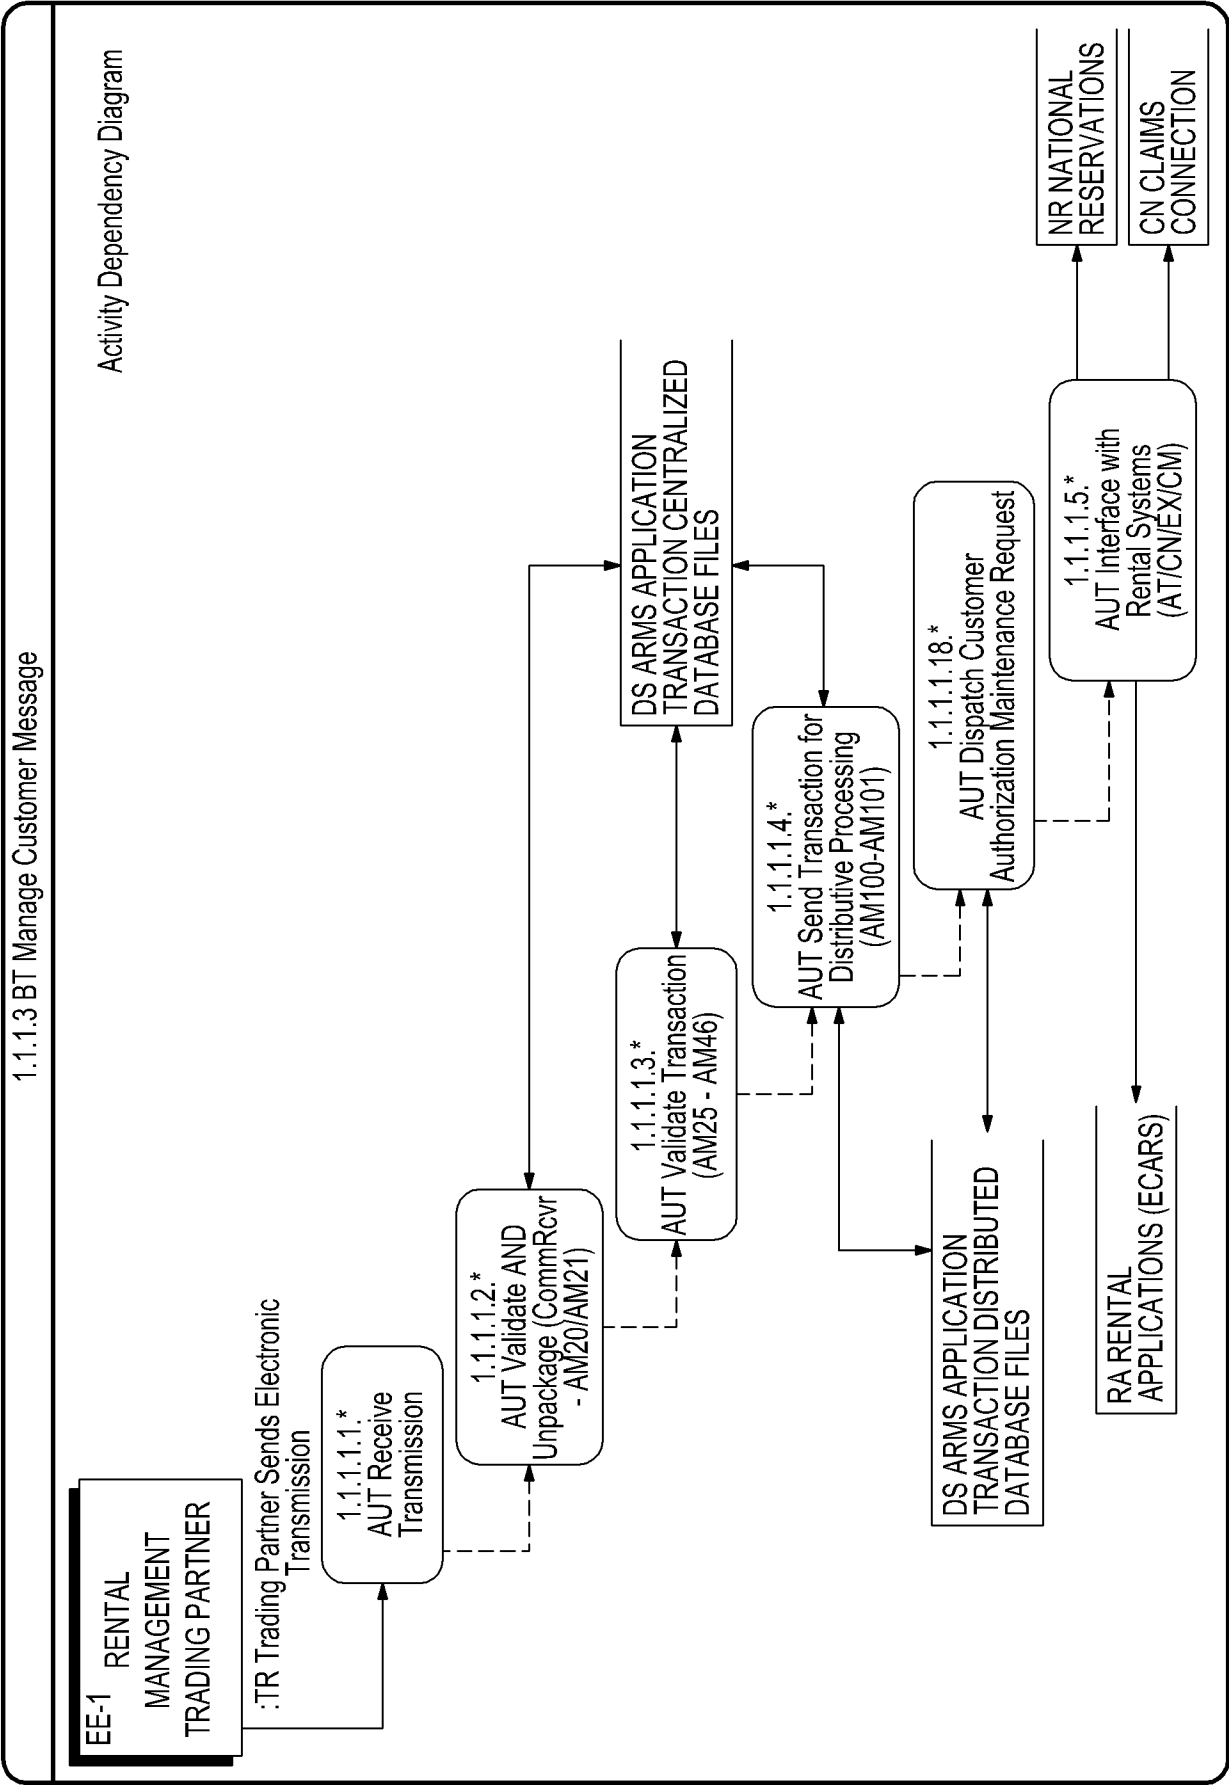 1.1.1.3 BT Manage Customer Message
Activity Dependency Diagram
EE-1
RENTAL
MANAGEMENT
TRADING PARTNER
:TR Trading Partner Sends Electronic
Transmission
1.1.1.1.1.*
AUT Receive
Transmission
1.1.1.1.2.*
AUT Validate AND
Unpackage (CommRcvr
- AM20/AM21)
1.1.1.1.3.*
AUT Validate Transaction
(AM25 - AM46)
DS ARMS APPLICATION
TRANSACTION CENTRALIZED
DATABASE FILES
1.1.1.1.4.*
AUT Send Transaction for
Distributive Processing
(AM100-AM101)
DS ARMS APPLICATION
TRANSACTION DISTRIBUTED
DATABASE FILES
1.1.1.1.18.*
AUT Dispatch Customer
Authorization Maintenance Request
1.1.1.1.5.*
AUT Interface with
Rental Systems
(AT/CN/EX/CM)
RA RENTAL
APPLICATIONS (ECARS)
NR NATIONAL
RESERVATIONS
CN CLAIMS
CONNECTION